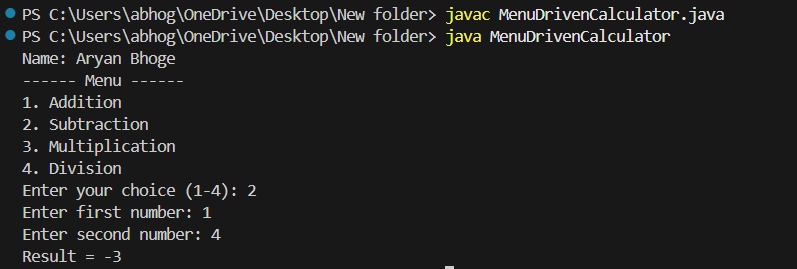 PS C:\Users\abhog\OneDrive\Desktop\New folder> javac MenuDrivenCalculator.java
PS C:\Users\abhog\OneDrive\Desktop\New folder> java MenuDrivenCalculator
Name: Aryan Bhoge
------ Menu ------
1. Addition
2. Subtraction
3. Multiplication
4. Division
Enter your choice (1-4): 2
Enter first number: 1
Enter second number: 4
Result = -3